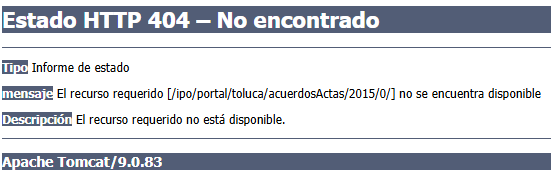 Estado HTTP 404 – No encontrado
Tipo Informe de estado
mensaje El recurso requerido [/ipo/portal/toluca/acuerdosActas/2015/0/] no se encuentra disponible
Descripción El recurso requerido no está disponible.
Apache Tomcat/9.0.83